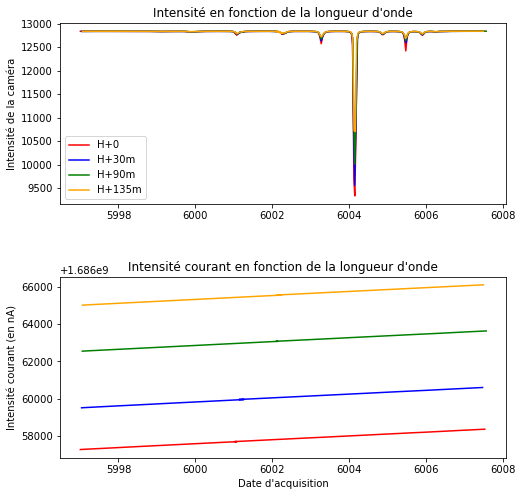 Intensité en fonction de la longueur d'onde
Intensité de la caméra
13000
12500
12000
11500
11000
10500
10000
9500
H+0
H+30m
H+90m
H+135m
5998 6000 6002 6004 6006 6008
Intensité courant en fonction de la longueur d'onde
+1.686e9
Intensité courant (en nA)
66000
64000
62000
60000
58000
5998 6000 6002 6004 6006 6008
Date d'acquisition